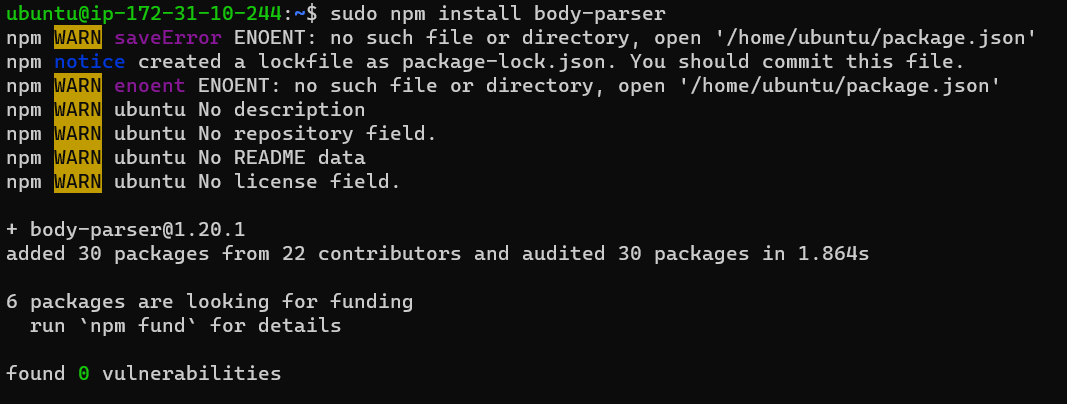 ubuntu@ip-172-31-10-244:~$ sudo npm install body-parser
npm WARN saveError ENOENT: no such file or directory, open '/home/ubuntu/package.json'
npm notice created a lockfile as package-lock.json. You should commit this file.
npm WARN enoent ENOENT: no such file or directory, open '/home/ubuntu/package.json'
npm WARN ubuntu No description
npm WARN ubuntu No repository field.
npm WARN ubuntu No README data
npm WARN ubuntu No license field.
+ body-parser@1.20.1
added 30 packages from 22 contributors and audited 30 packages in 1.864s
6 packages are looking for funding
  run `npm fund` for details
found 0 vulnerabilities